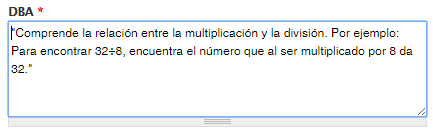 DBA *
"Comprende la relación entre la multiplicación y la división. Por ejemplo:
Para encontrar 32÷8, encuentra el número que al ser multiplicado por 8 da
32."